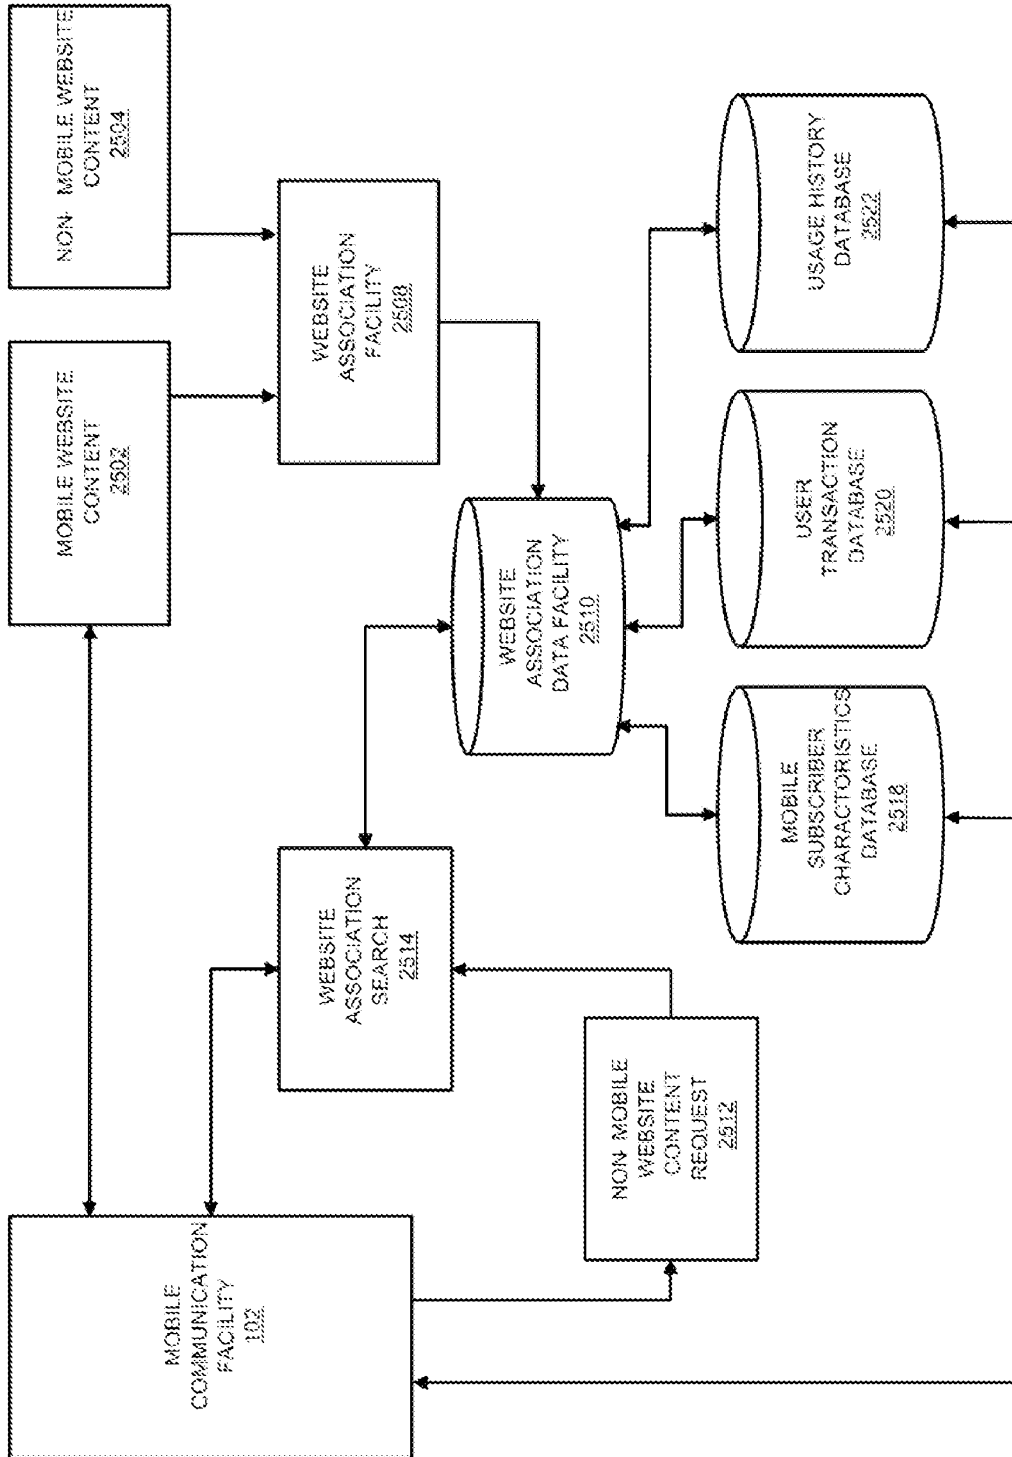 MOBILE
COMMUNICATION
FACILITY
102
NON-MOBILE
WEBSITE
CONTENT
REQUEST
2512
WEBSITE
ASSOCIATION
SEARCH
2514
MOBILE
SUBSCRIBER
CHARACTORISTICS
DATABASE
2518
WEBSITE
ASSOCIATION
DATA FACILITY
2510
USER
TRANSACTION
DATABASE
2520
MOBILE WEBSITE
CONTENT
2502
WEBSITE
ASSOCIATION
FACILITY
2508
USAGE HISTORY
DATABASE
2522
NON- MOBILE WEBSITE
CONTENT
2504